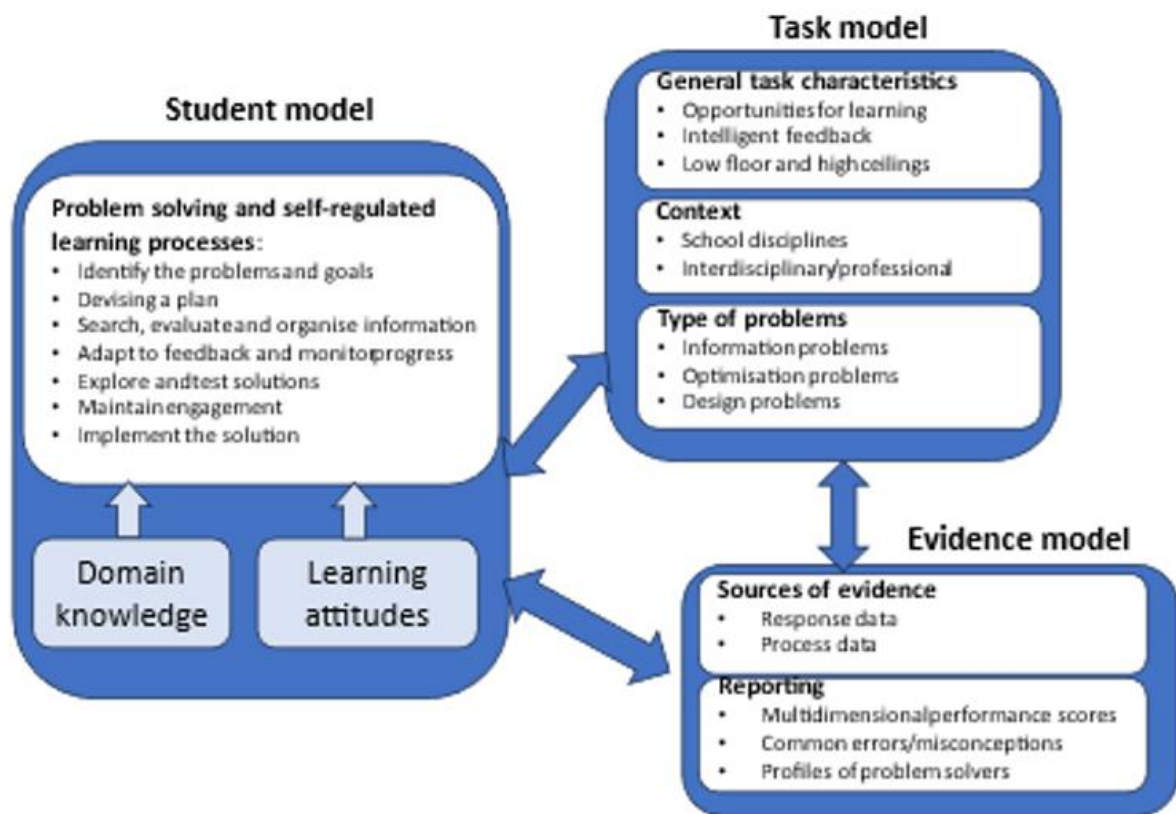 Task model
General task characteristics
• Opportunities for learning
• Intelligent feedback
• Low floor and high ceilings
Context
• School disciplines
• Interdisciplinary/professional
Type of problems
• Information problems
• Optimisation problems
• Design problems
Student model
Problem solving and self-regulated
learning processes:
• Identify the problems and goals
• Devising a plan
• Search, evaluate and organise information
• Adapt to feedback and monitor progress
• Explore and test solutions
• Maintain engagement
• Implement the solution
Domain
knowledge
Learning
attitudes
Evidence model
Sources of evidence
• Response data
• Process data
Reporting
• Multidimensional performance scores
• Common errors/misconceptions
• Profiles of problem solvers